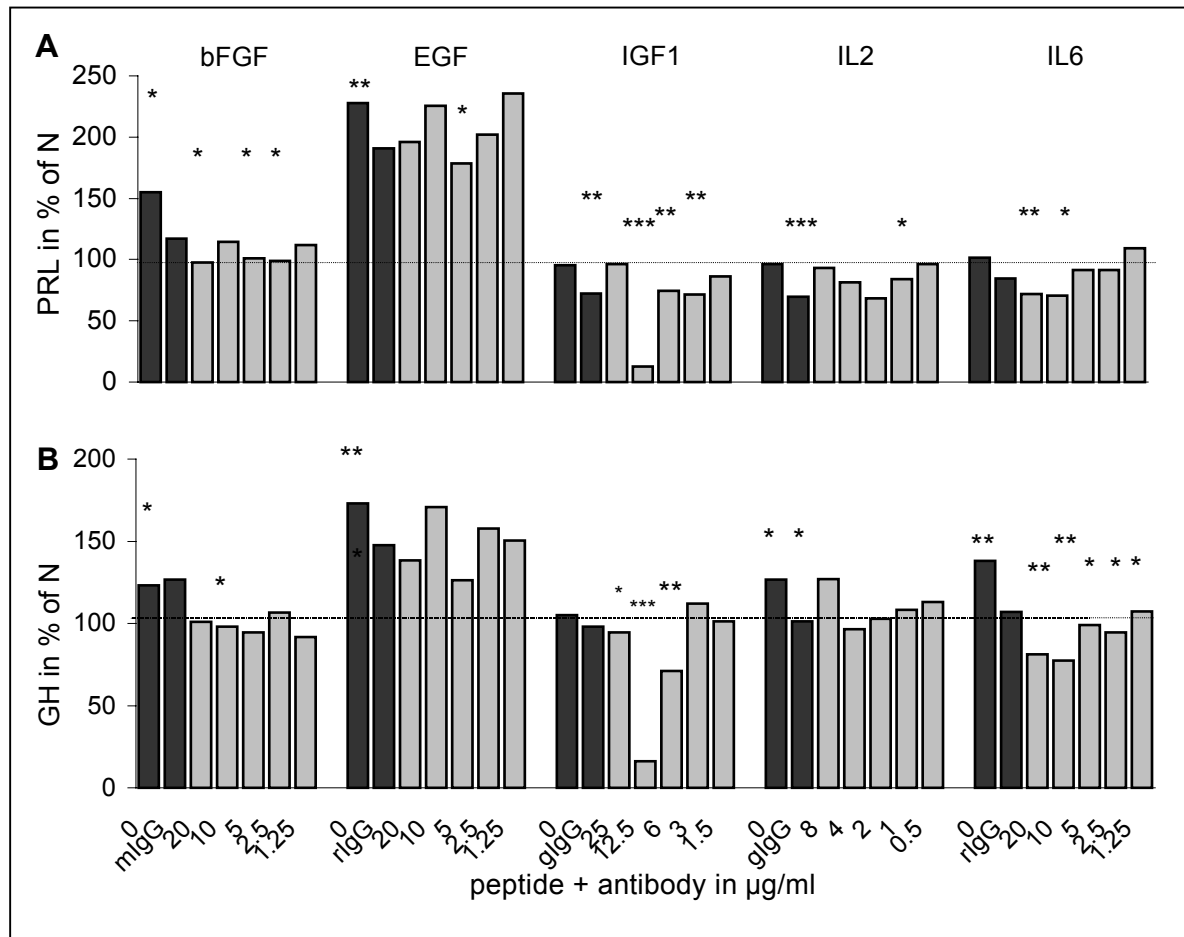 A
bFGF EGF IGF1 IL2 IL6
PRL in % of N
250
200
150
100
50
0
* ** *
* * *
** *** ** **
*** *
** *
B
GH in % of N
200
150
100
50
0
* *
** *
* *** **
* *
** ** ** * * *
0 mIgG 20 10 5 2.5 1.25 0 rIgG 20 10 5 2.5 1.25 0 gIgG 25 12.5 6 3 1.5 0 gIgG 8 4 2 1 0.5 0 rIgG 20 10 5 2.5 1.25
peptide + antibody in µg/ml